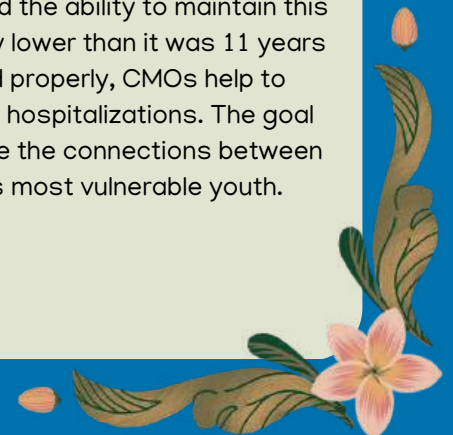 d the ability to maintain this
lower than it was 11 years
properly, CMOs help to
hospitalizations. The goal
e the connections between
s most vulnerable youth.